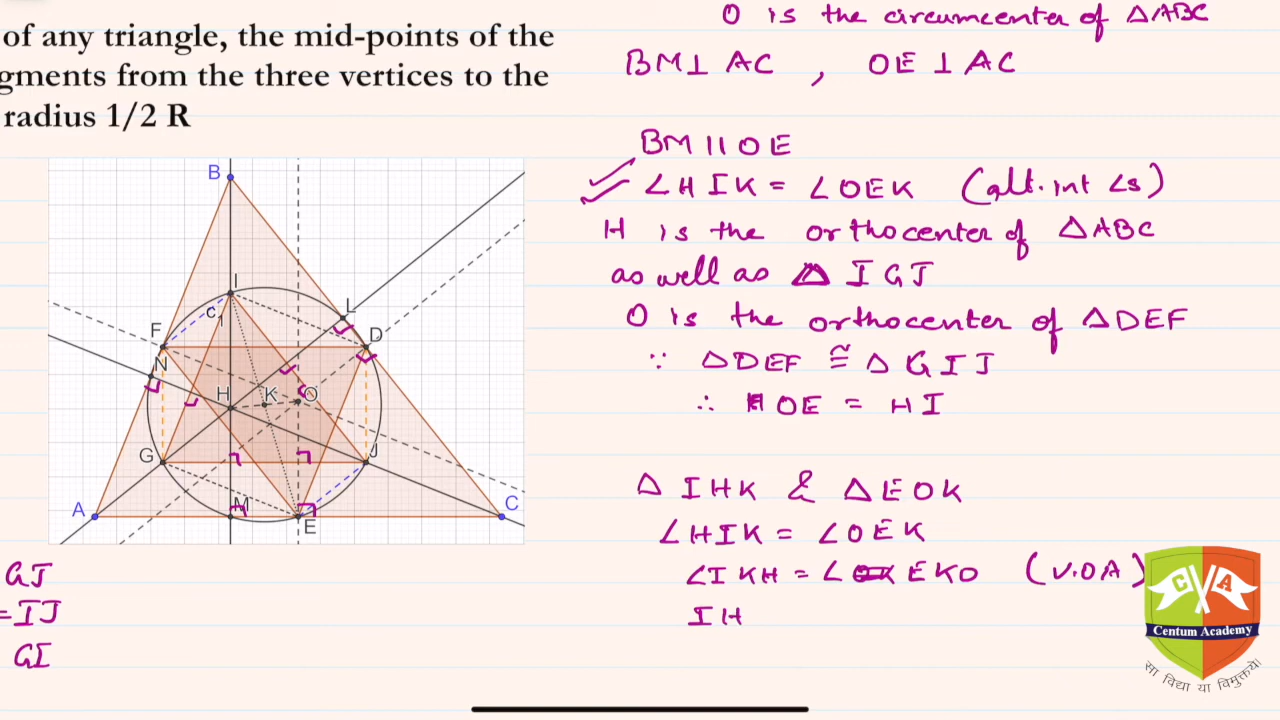 of any triangle, the mid-points of the
gments from the three vertices to the
radius 1/2 R
B
I
c1
L
F
D
N
H
K
O
G
J
A
M
E
C
GJ
=IJ
GI
O is the circumcenter of △ABC
BM⊥AC , OE⊥AC
BM || OE
∠HIK = ∠OEK (alt. int ∠s)
H is the orthocenter of △ABC
as well as △IGJ
O is the orthocenter of △DEF
∵ △DEF ≅ △GIJ
∴ OE = HI
△IHK & △EOK
∠HIK = ∠OEK
∠IKH = ∠EKO (V.O A)
IH
C A
Centum Academy
सा विद्या या विमुक्तये।